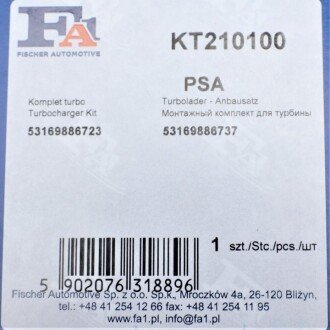 F1
FA1
FISCHER AUTOMOTIVE
KT210100
PSA
Komplet turbo
Turbocharger Kit
Turbolader - Anbausatz
Монтажный комплект для турбины
53169886723
53169886737
1 szt./Stc./pcs./шт
5 902076 318896
Fischer Automotive Sp. z o.o. Sp.k., Mroczków 4a, 26-120 Bliżyn,
tel.: +48 41 254 12 66 fax: +48 41 254 11 95
www.fa1.pl, info@fa1.pl